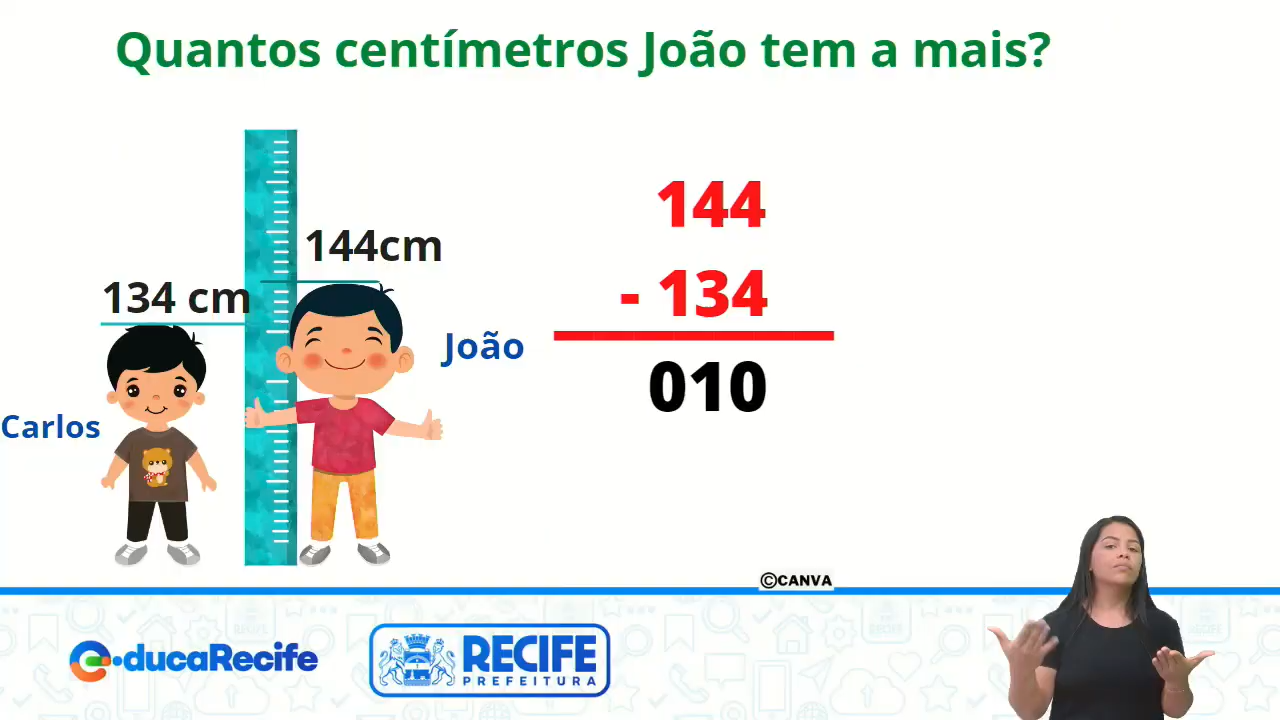 Quantos centímetros João tem a mais?
144cm
134 cm
João
Carlos
144
- 134
010
©CANVA
educaRecife
RECIFE
PREFEITURA